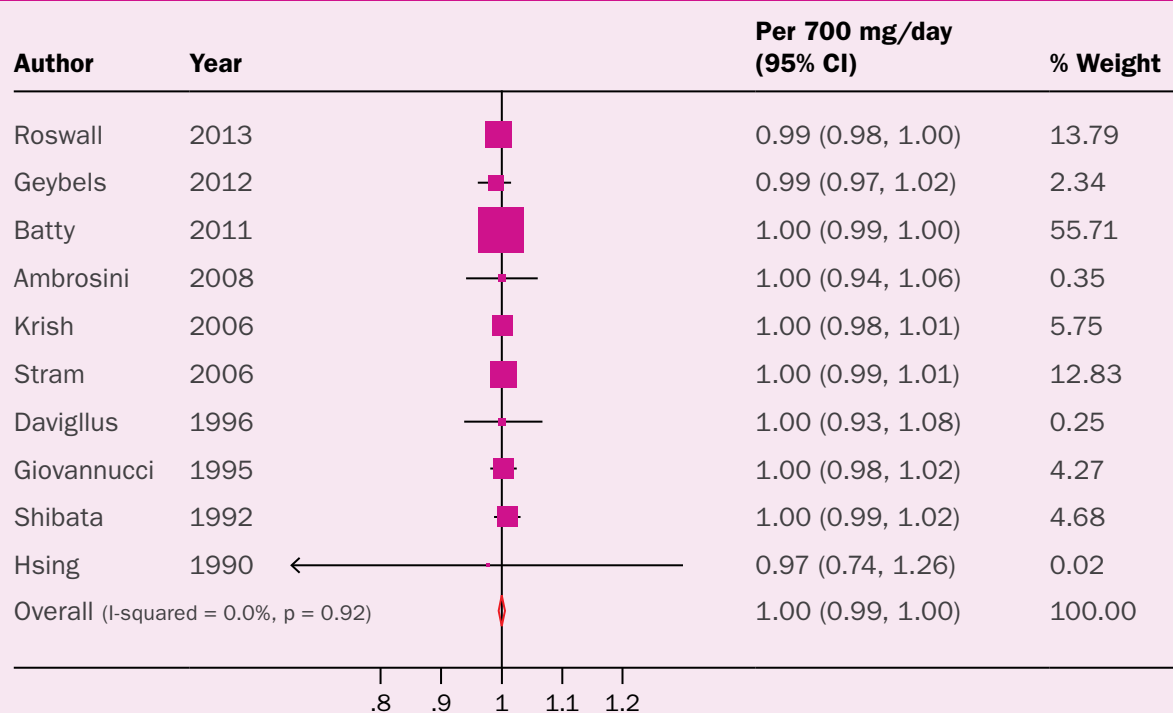 Per 700 mg/day
Author Year (95% CI) % Weight
Roswall 2013 0.99 (0.98, 1.00) 13.79
Geybels 2012 0.99 (0.97, 1.02) 2.34
Batty 2011 1.00 (0.99, 1.00) 55.71
Ambrosini 2008 1.00 (0.94, 1.06) 0.35
Krish 2006 1.00 (0.98, 1.01) 5.75
Stram 2006 1.00 (0.99, 1.01) 12.83
Davigllus 1996 1.00 (0.93, 1.08) 0.25
Giovannucci 1995 1.00 (0.98, 1.02) 4.27
Shibata 1992 1.00 (0.99, 1.02) 4.68
Hsing 1990 0.97 (0.74, 1.26) 0.02
Overall (I-squared = 0.0%, p = 0.92) 1.00 (0.99, 1.00) 100.00
.8 .9 1 1.1 1.2